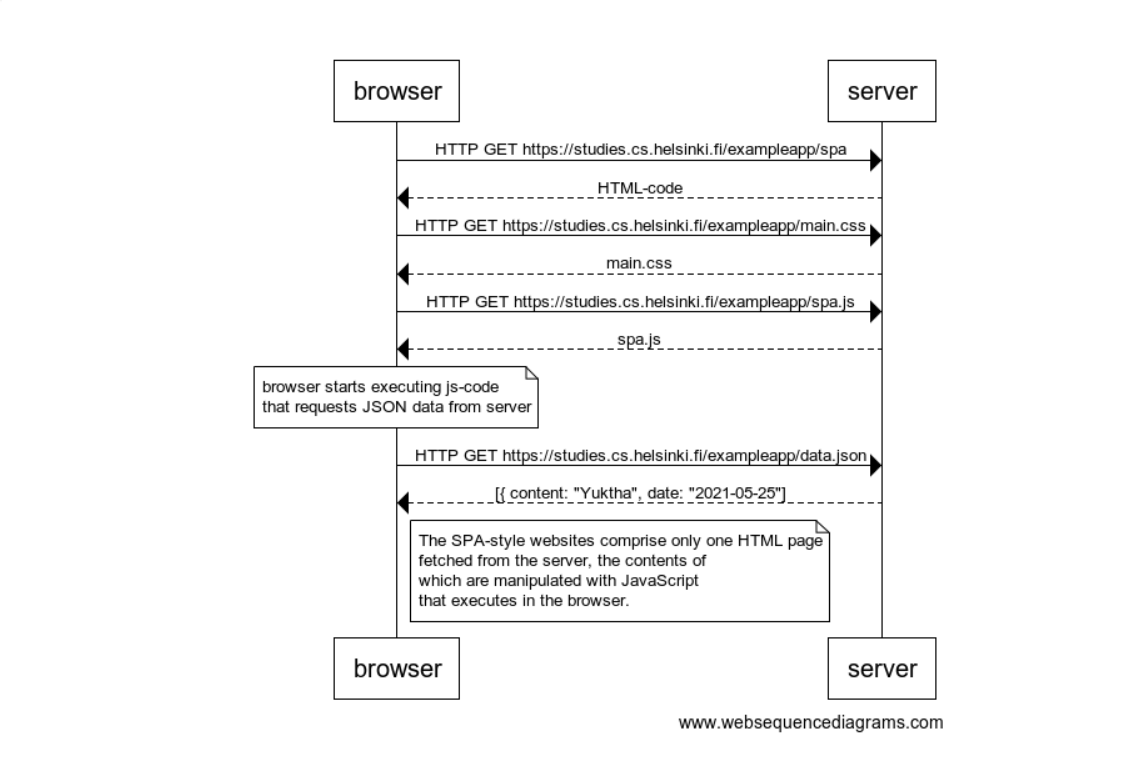 browser
server
HTTP GET https://studies.cs.helsinki.fi/exampleapp/spa
HTML-code
HTTP GET https://studies.cs.helsinki.fi/exampleapp/main.css
main.css
HTTP GET https://studies.cs.helsinki.fi/exampleapp/spa.js
spa.js
browser starts executing js-code
that requests JSON data from server
HTTP GET https://studies.cs.helsinki.fi/exampleapp/data.json
[{ content: "Yuktha", date: "2021-05-25"]
The SPA-style websites comprise only one HTML page
fetched from the server, the contents of
which are manipulated with JavaScript
that executes in the browser.
browser
server
www.websequencediagrams.com